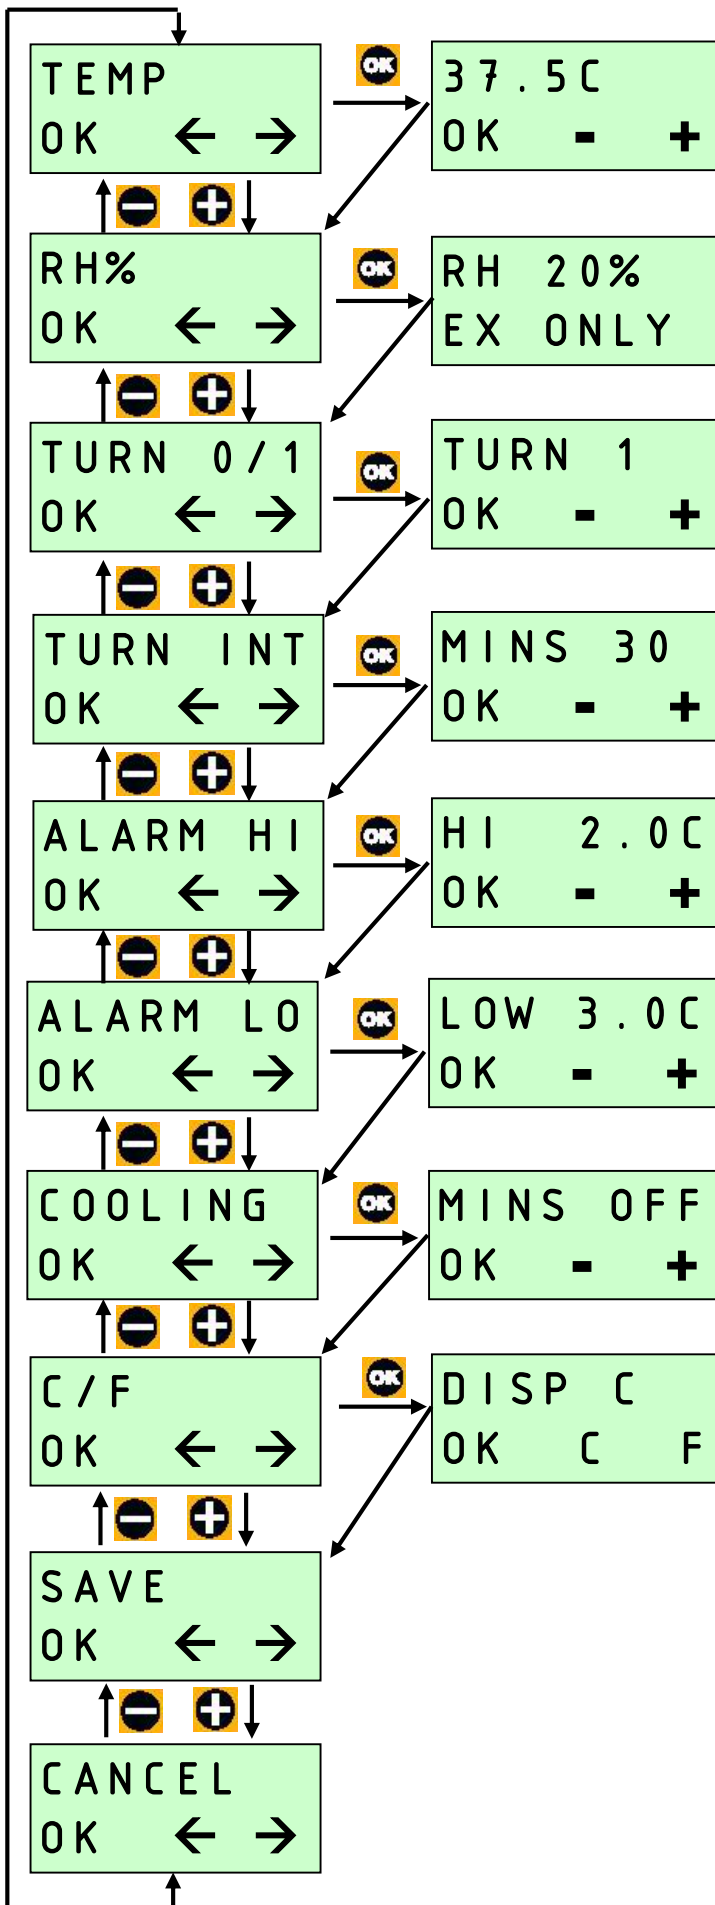 TEMP
OK ← →
OK
37.5C
OK - +
RH%
OK ← →
OK
RH 20%
EX ONLY
TURN 0/1
OK ← →
OK
TURN 1
OK - +
TURN INT
OK ← →
OK
MINS 30
OK - +
ALARM HI
OK ← →
OK
HI 2.0C
OK - +
ALARM LO
OK ← →
OK
LOW 3.0C
OK - +
COOLING
OK ← →
OK
MINS OFF
OK - +
C/F
OK ← →
OK
DISP C
OK C F
SAVE
OK ← →
CANCEL
OK ← →